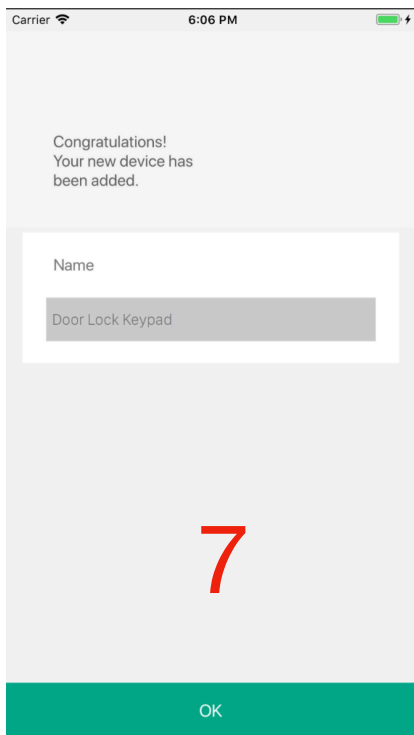 Carrier 6:06 PM
Congratulations!
Your new device has
been added.
Name
Door Lock Keypad
7
OK